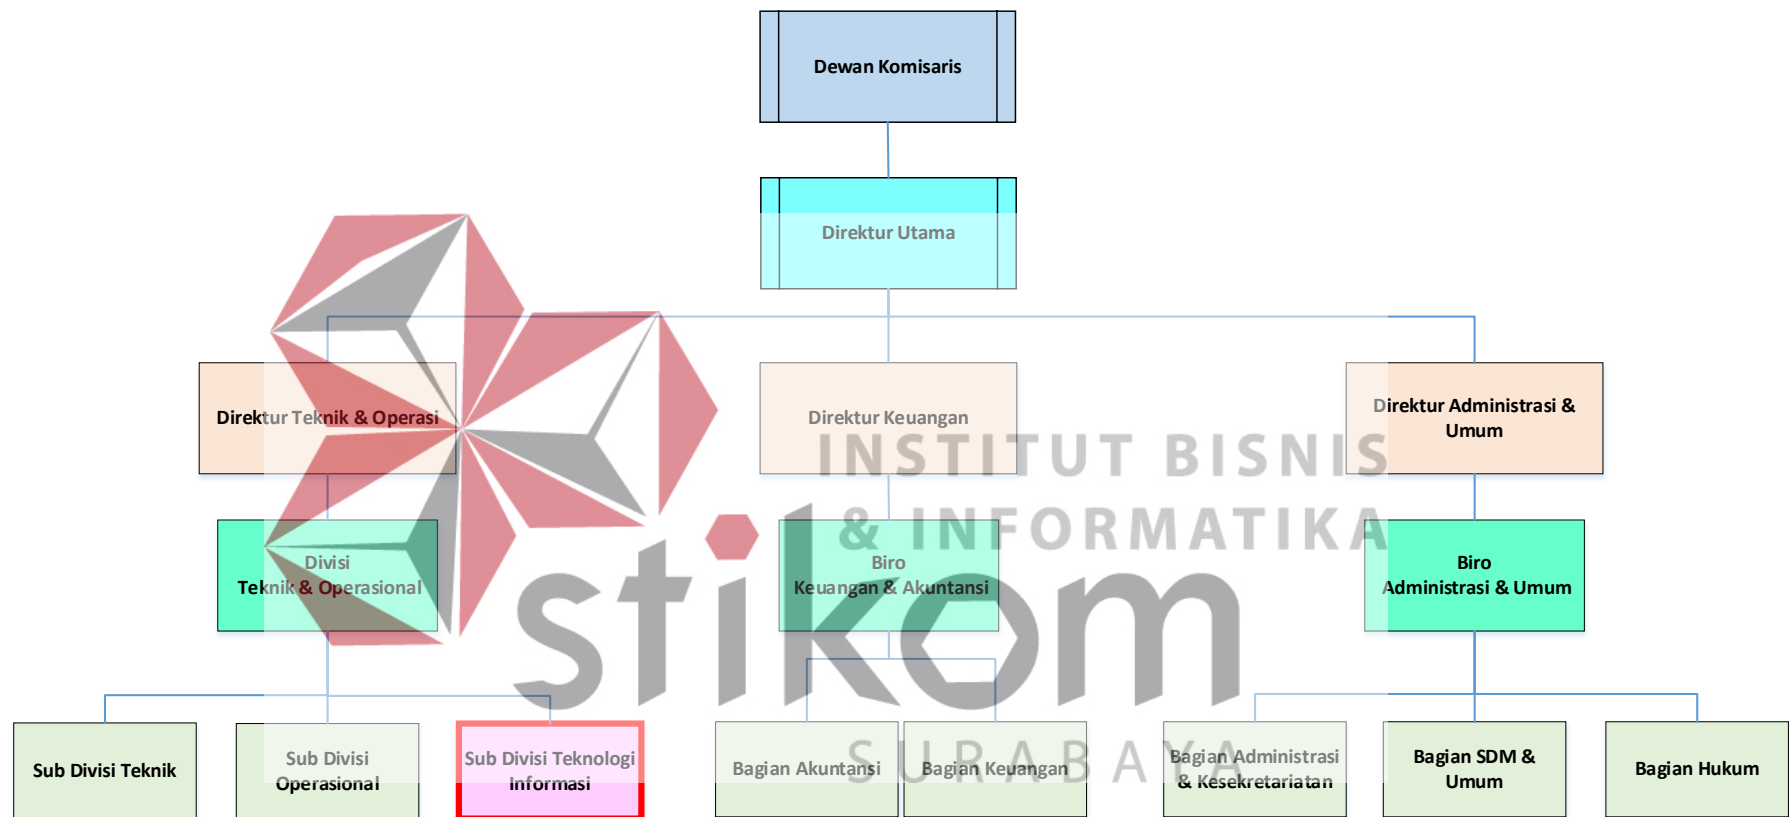 Dewan Komisaris
Direktur Utama
Direktur Teknik & Operasi
Direktur Keuangan
Direktur Administrasi &
Umum
INSTITUT BISNIS
& INFORMATIKA
stikom
SURABAYA
Divisi
Teknik & Operasional
Biro
Keuangan & Akuntansi
Biro
Administrasi & Umum
Sub Divisi Teknik
Sub Divisi
Operasional
Sub Divisi Teknologi
Informasi
Bagian Akuntansi
Bagian Keuangan
Bagian Administrasi
& Kesekretariatan
Bagian SDM &
Umum
Bagian Hukum